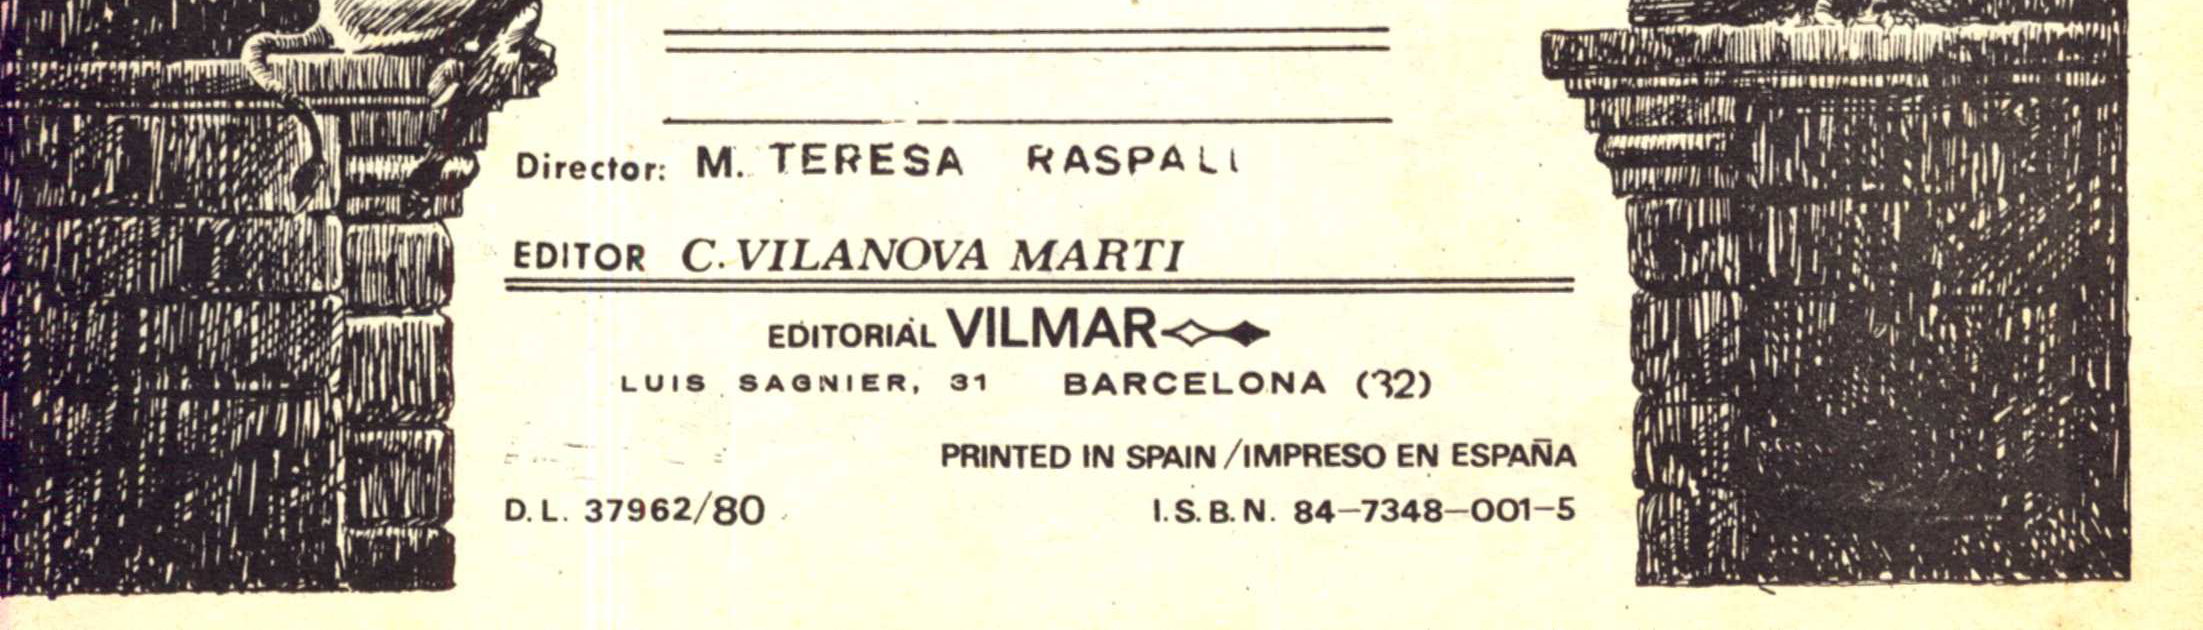 Director: M. TERESA RASPALL
EDITOR C. VILANOVA MARTI
EDITORIAL VILMAR
LUIS SAGNIER, 31 BARCELONA (32)
PRINTED IN SPAIN/IMPRESO EN ESPAÑA
D.L. 37962/80 I.S.B.N. 84-7348-001-5